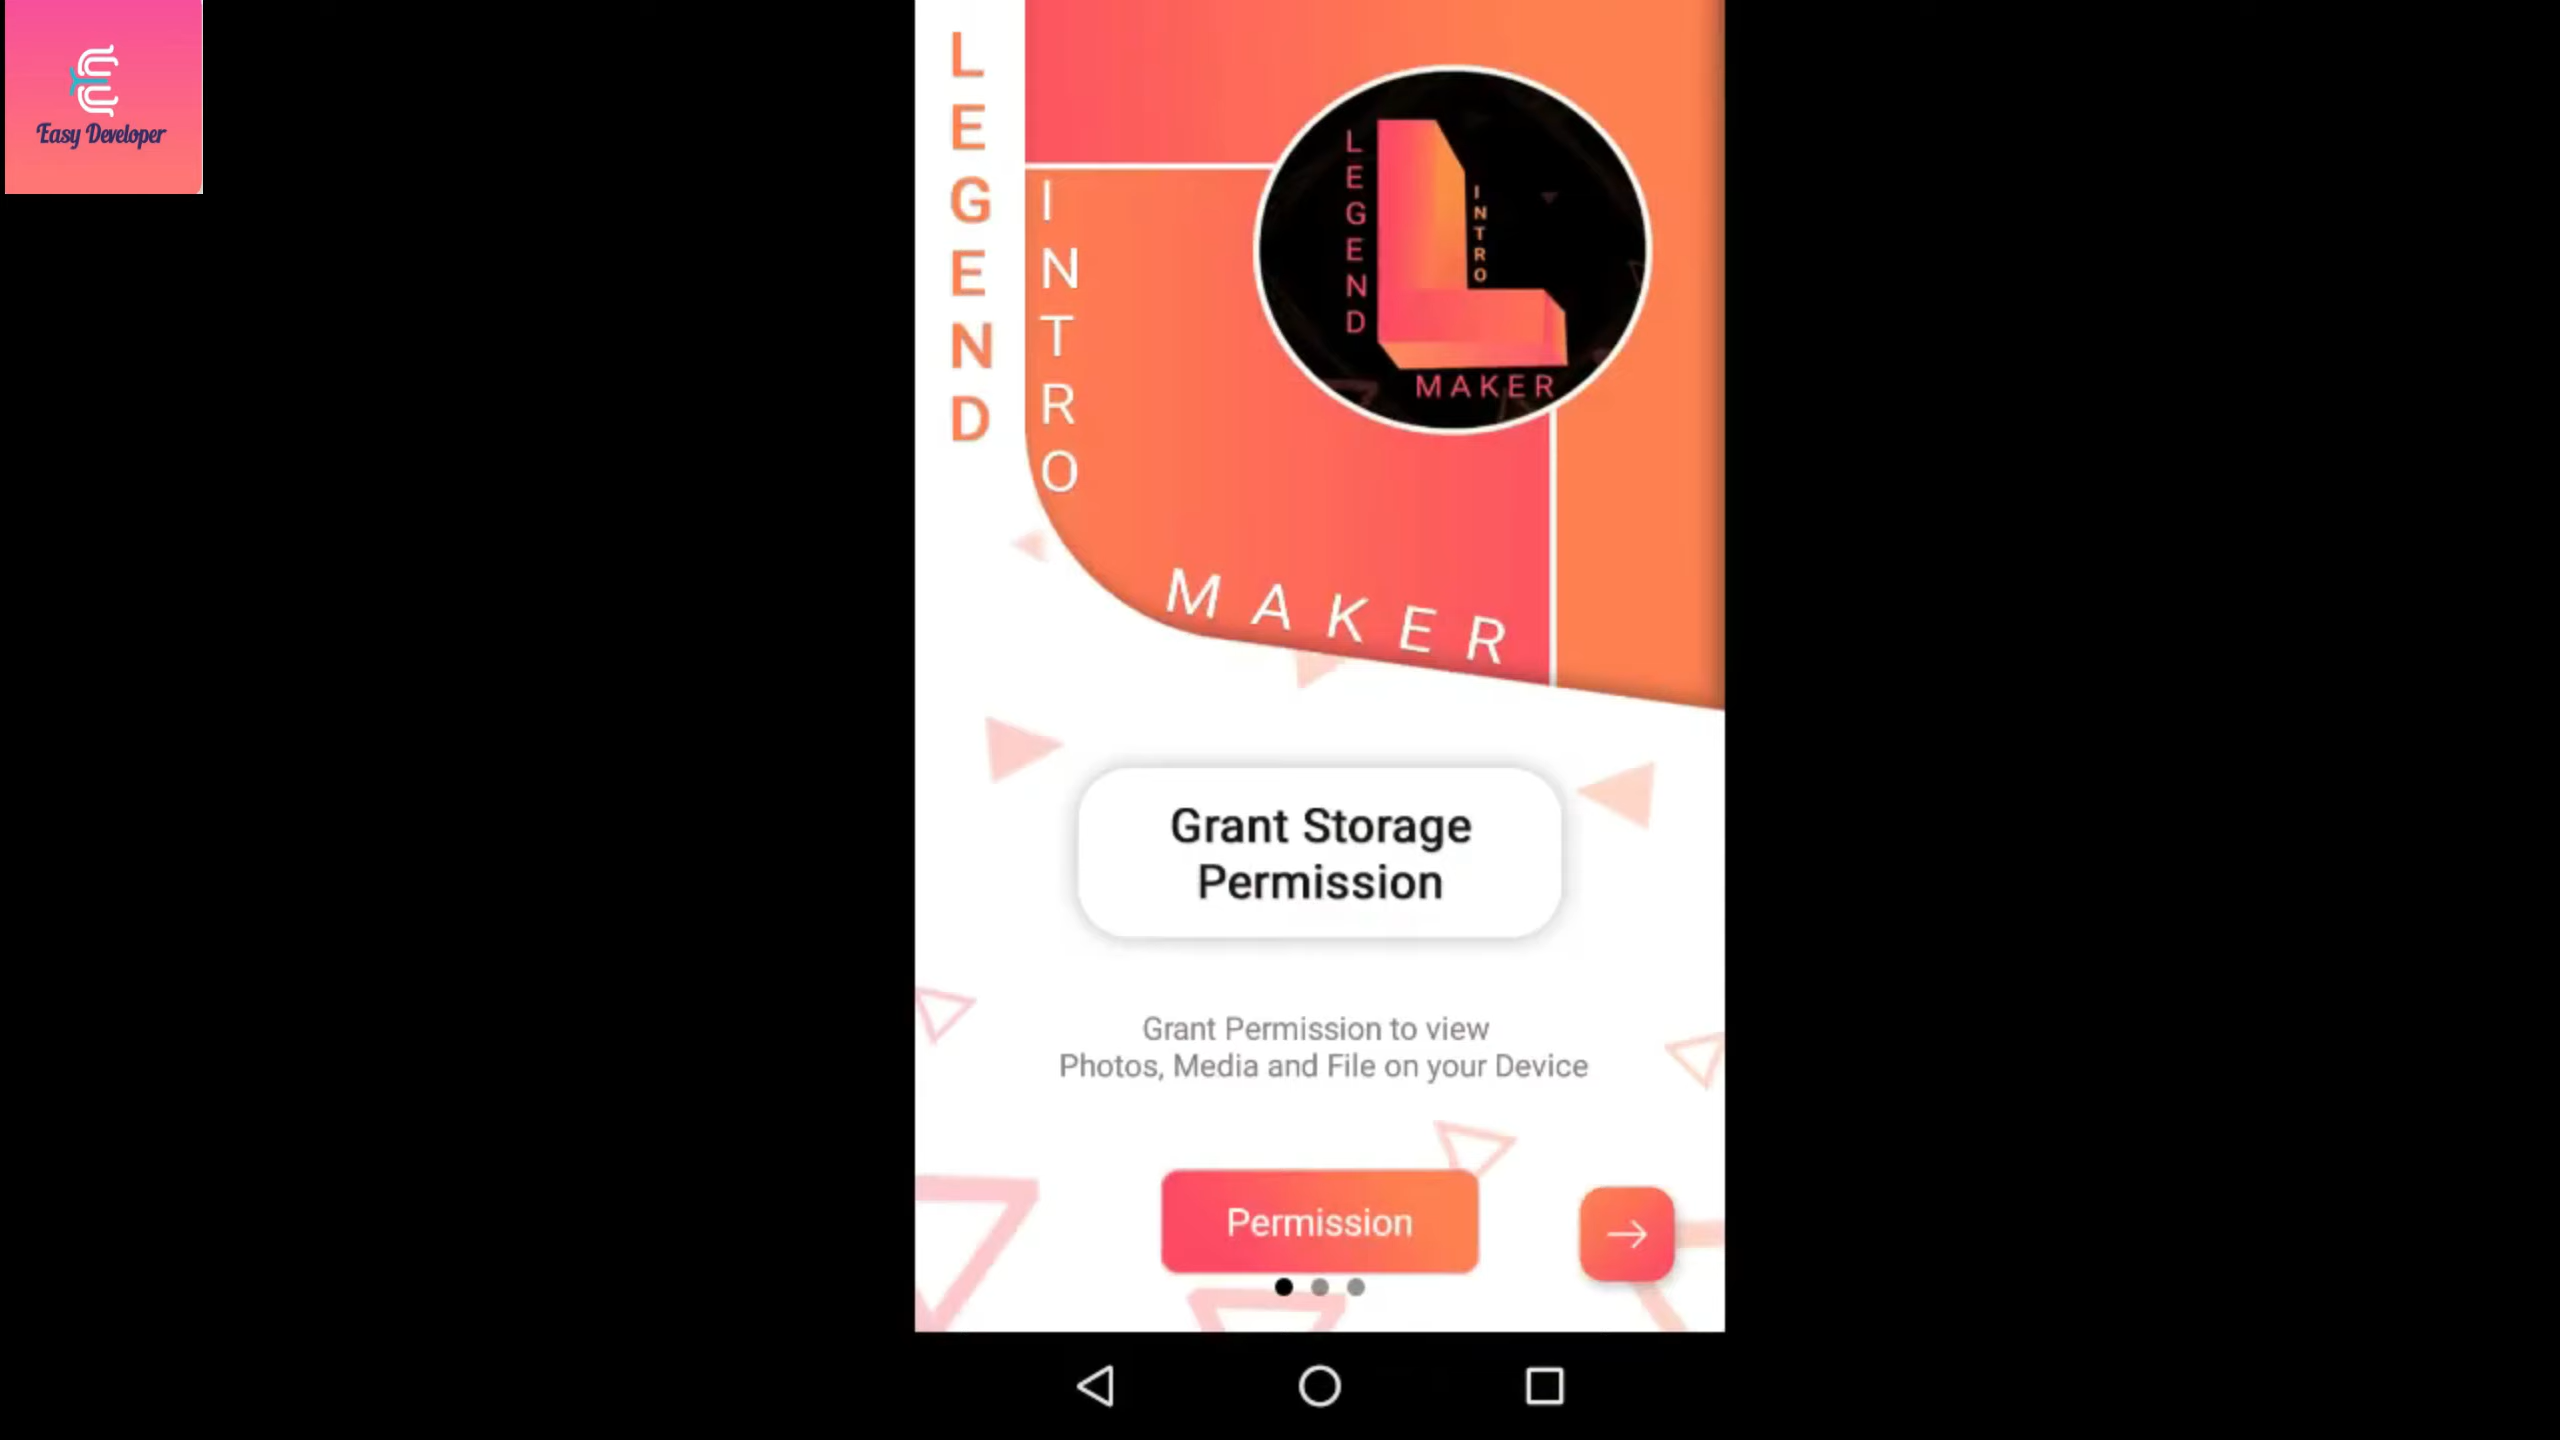 Easy Developer
LEGEND
INTRO
MAKER
LEGEND
INTRO
MAKER
Grant Storage
Permission
Grant Permission to view
Photos, Media and File on your Device
Permission